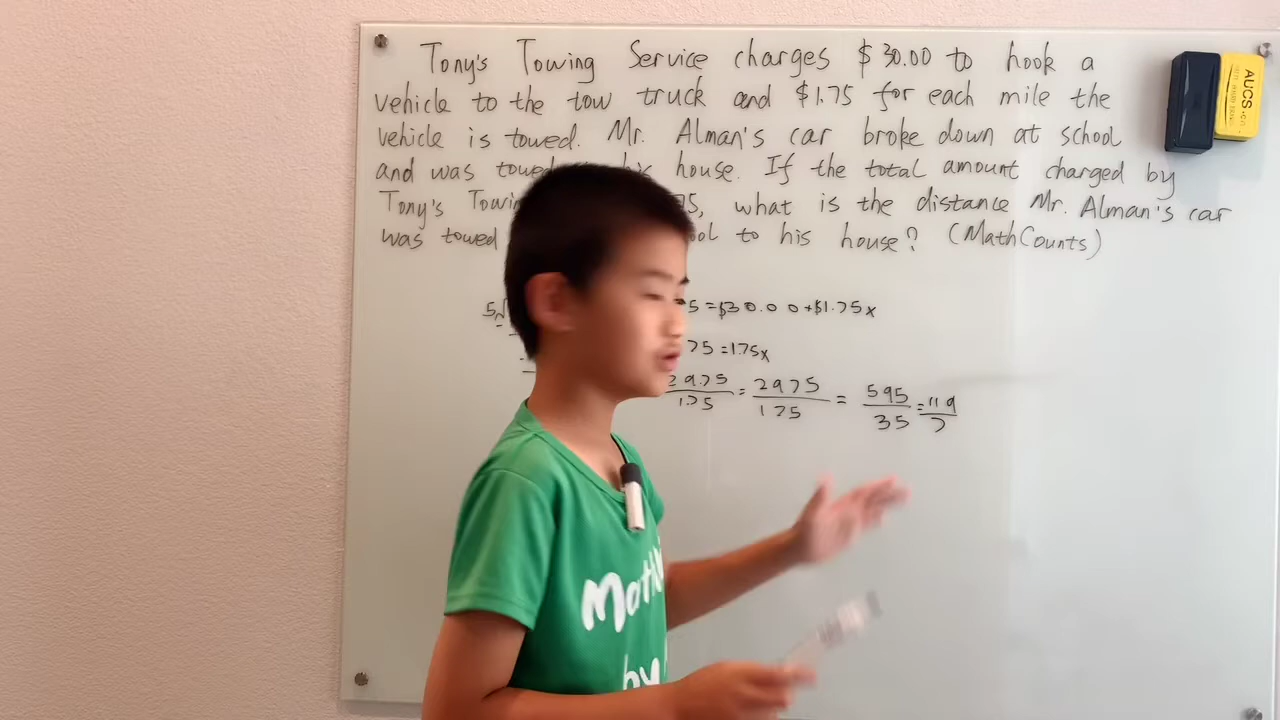 Tony's Towing Service charges $30.00 to hook a
vehicle to the tow truck and $1.75 for each mile the
vehicle is towed. Mr. Alman's car broke down at school
and was towed house. If the total amount charged by
Tony's 75, what is the distance Mr. Alman's car
was towed to his house? (MathCounts)
5=$30.00+$1.75x
75=1.75x
29.75/1.75 = 2975/175 = 595/35 = 119/7
AUCS
Math
by